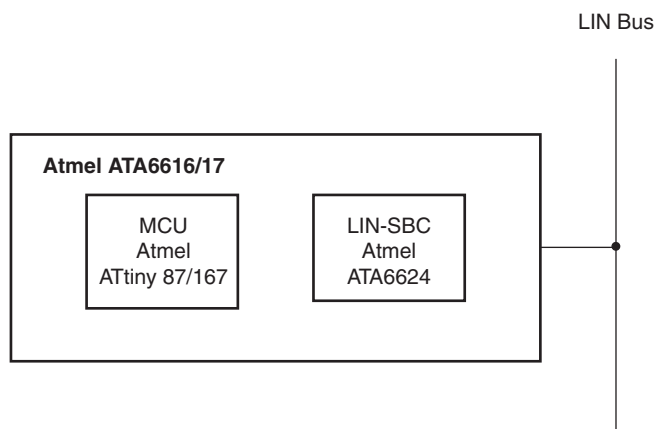 LIN Bus
Atmel ATA6616/17
MCU
Atmel
ATtiny 87/167
LIN-SBC
Atmel
ATA6624